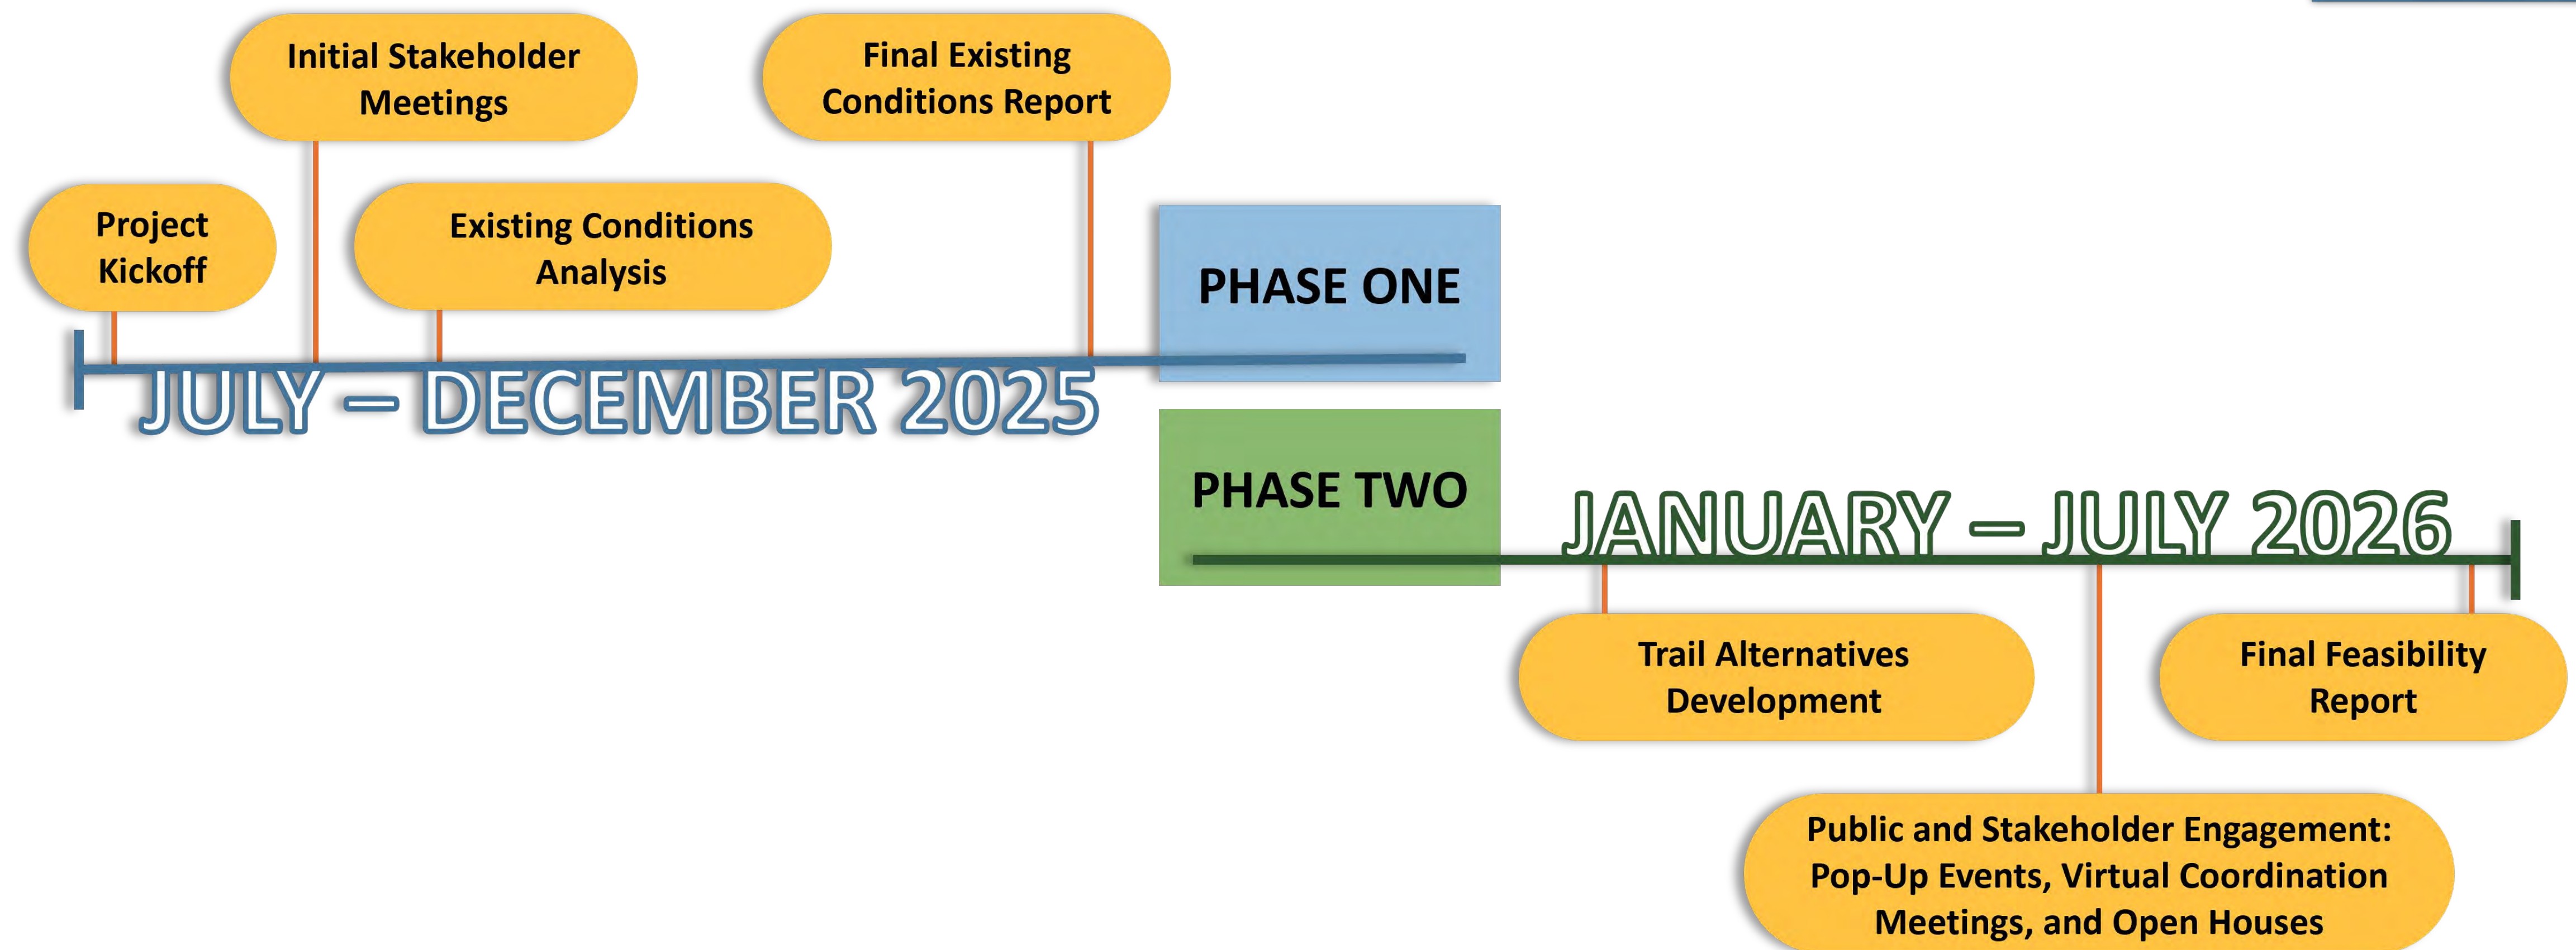 Initial Stakeholder
Meetings
Final Existing
Conditions Report
Project
Kickoff
Existing Conditions
Analysis
PHASE ONE
JULY – DECEMBER 2025
PHASE TWO
JANUARY – JULY 2026
Trail Alternatives
Development
Final Feasibility
Report
Public and Stakeholder Engagement:
Pop-Up Events, Virtual Coordination
Meetings, and Open Houses